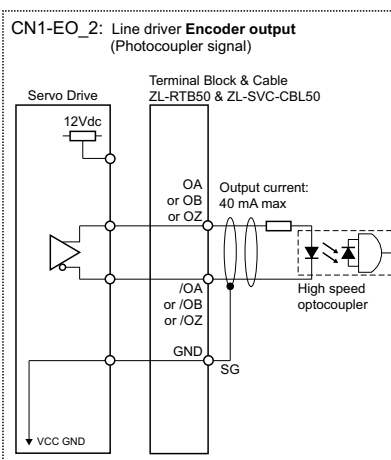 CN1-EO_2: Line driver Encoder output
(Photocoupler signal)
Terminal Block & Cable
ZL-RTB50 & ZL-SVC-CBL50
Servo Drive
12Vdc
OA
or OB
or OZ
Output current:
40 mA max
/OA
or /OB
or /OZ
High speed
optocoupler
GND
SG
VCC GND